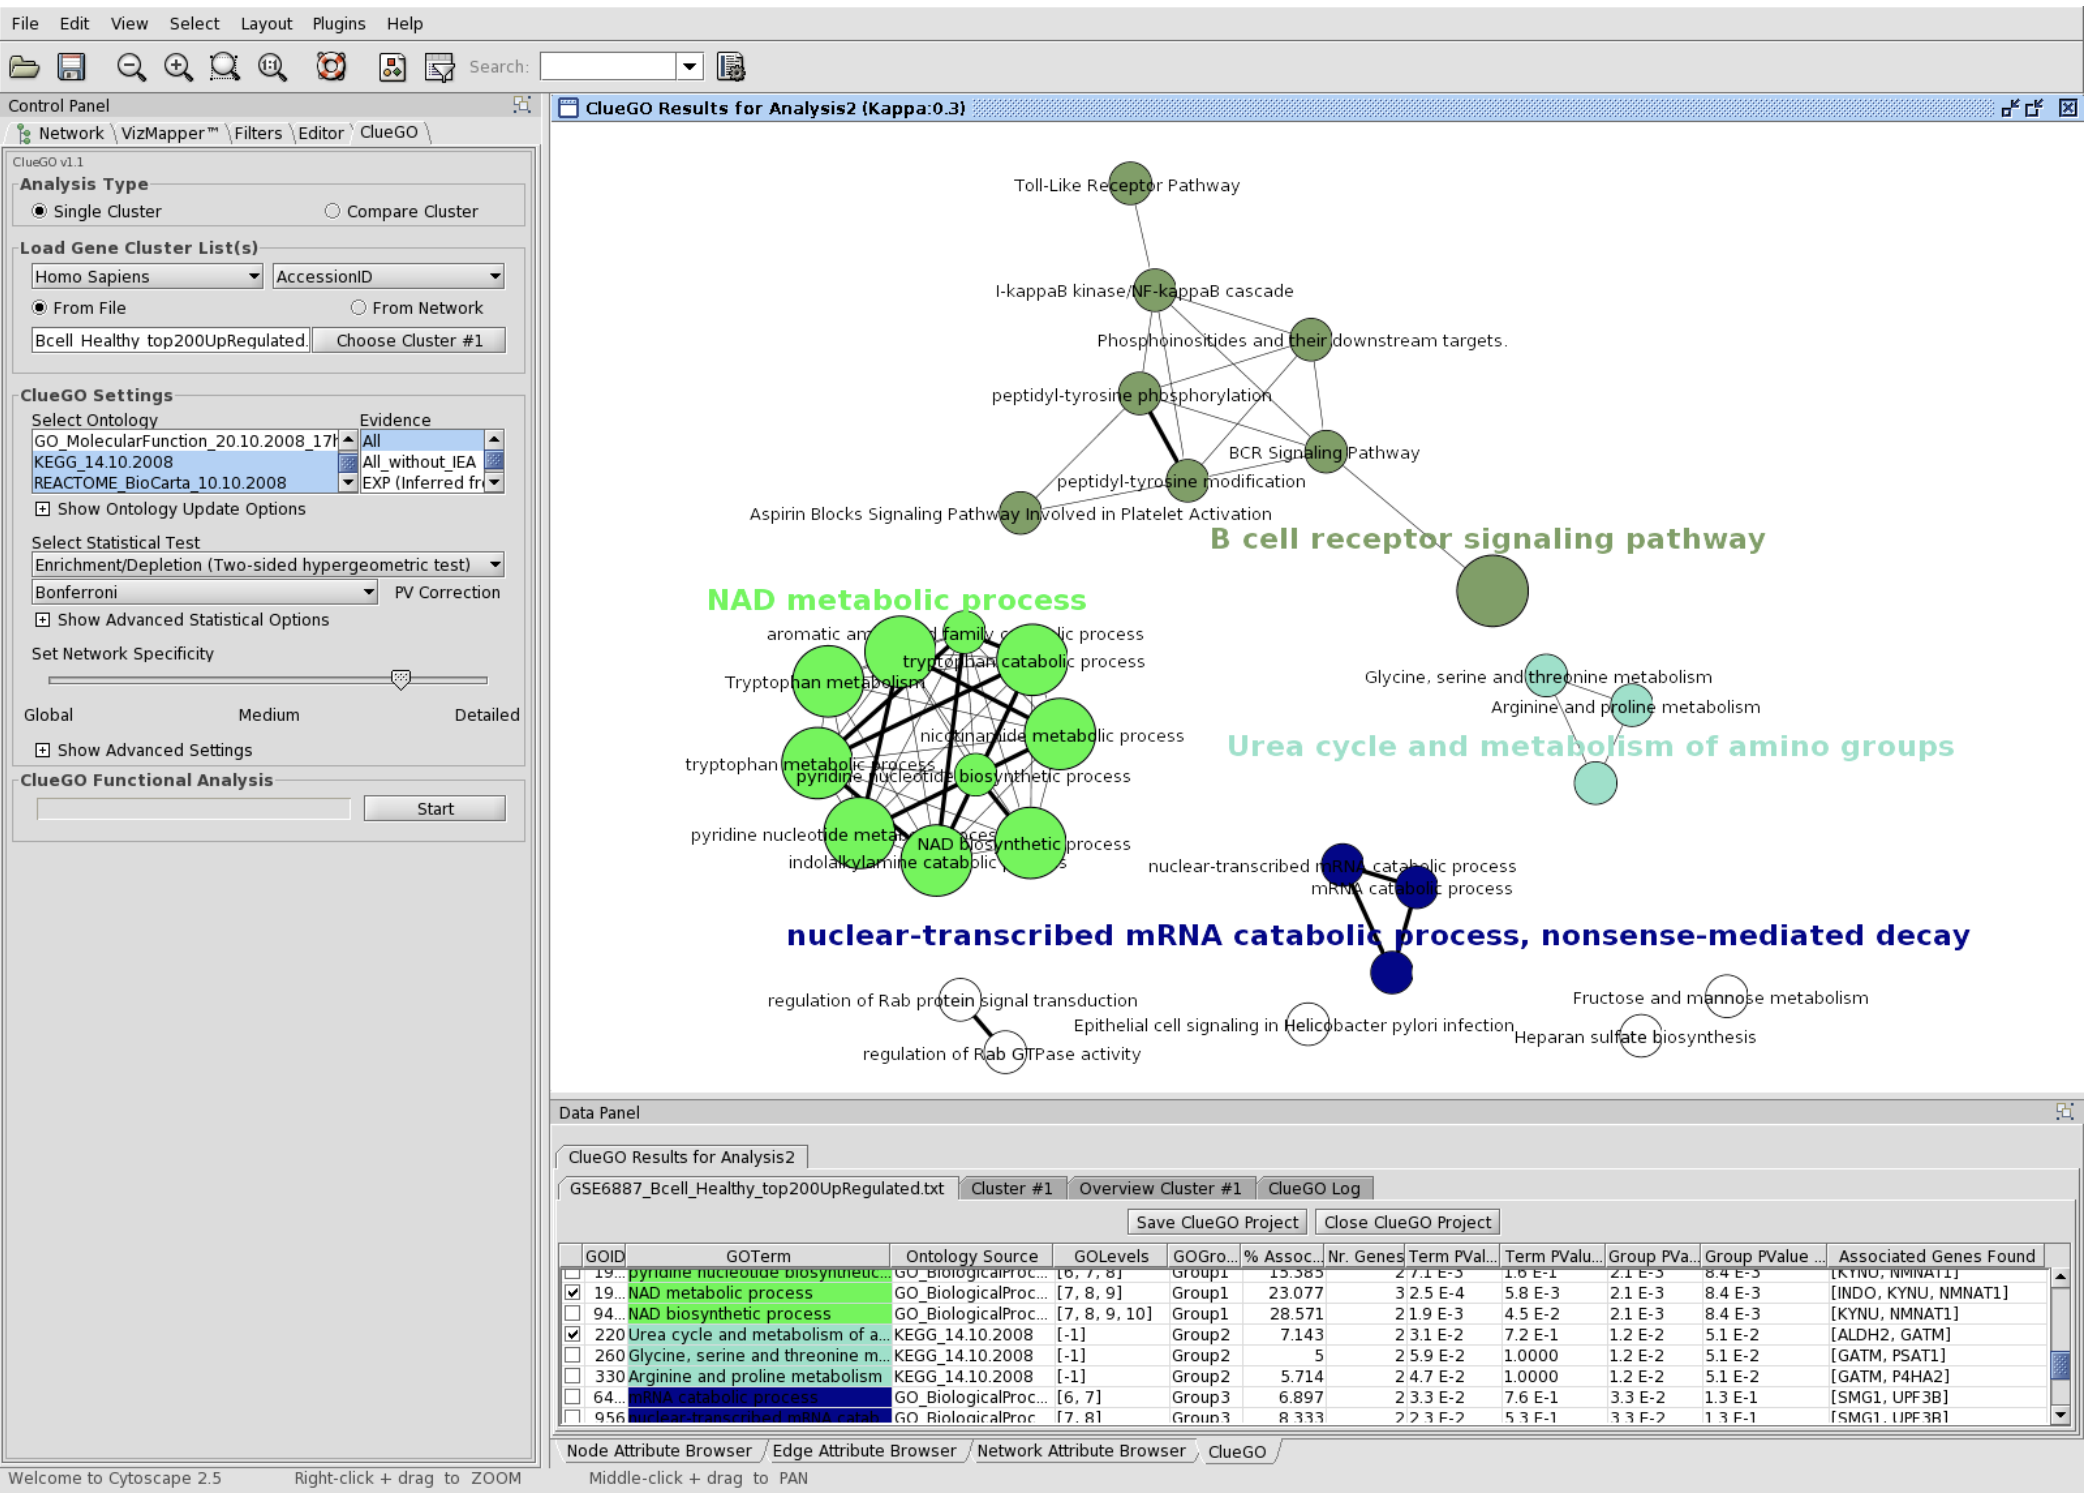 File Edit View Select Layout Plugins Help
Search:
Control Panel
Network VizMapper™ Filters Editor ClueGO
ClueGO v1.1
Analysis Type
Single Cluster Compare Cluster
Load Gene Cluster List(s)
Homo Sapiens AccessionID
From File From Network
Bcell Healthy top200UpRegulated. Choose Cluster #1
ClueGO Settings
Select Ontology Evidence
GO_MolecularFunction_20.10.2008_17h All
KEGG_14.10.2008 All_without_IEA
REACTOME_BioCarta_10.10.2008 EXP (Inferred fr
Show Ontology Update Options
Select Statistical Test
Enrichment/Depletion (Two-sided hypergeometric test)
Bonferroni PV Correction
Show Advanced Statistical Options
Set Network Specificity
Global Medium Detailed
Show Advanced Settings
ClueGO Functional Analysis
Start
ClueGO Results for Analysis2 (Kappa:0.3)
Toll-Like Receptor Pathway
I-kappaB kinase/NF-kappaB cascade
Phosphoinositides and their downstream targets.
peptidyl-tyrosine phosphorylation
BCR Signaling Pathway
peptidyl-tyrosine modification
Aspirin Blocks Signaling Pathway Involved in Platelet Activation
B cell receptor signaling pathway
NAD metabolic process
aromatic family process
tryptophan catabolic process
Tryptophan metabolism
nicotinamide metabolic process
tryptophan metabolic process
pyridine nucleotide biosynthetic process
pyridine nucleotide
NAD biosynthetic process
indolalkylamine catabolic
Glycine, serine and threonine metabolism
Arginine and proline metabolism
Urea cycle and metabolism of amino groups
nuclear-transcribed mRNA catabolic process
mRNA catabolic process
nuclear-transcribed mRNA catabolic process, nonsense-mediated decay
regulation of Rab protein signal transduction
regulation of Rab GTPase activity
Epithelial cell signaling in Helicobacter pylori infection
Fructose and mannose metabolism
Heparan sulfate biosynthesis
Data Panel
ClueGO Results for Analysis2
GSE6887_Bcell_Healthy_top200UpRegulated.txt Cluster #1 Overview Cluster #1 ClueGO Log
Save ClueGO Project Close ClueGO Project
GOID GOTerm Ontology Source GOLevels GOGro... % Assoc... Nr. Genes Term PVal... Term PValu... Group PVa... Group PValue ... Associated Genes Found
19... pyridine nucleotide biosynthetic... GO_BiologicalProc... [6, 7, 8] Group1 15.385 2 7.1 E-3 1.6 E-1 2.1 E-3 8.4 E-3 [KYNU, NMNAT1]
19... NAD metabolic process GO_BiologicalProc... [7, 8, 9] Group1 23.077 3 2.5 E-4 5.8 E-3 2.1 E-3 8.4 E-3 [INDO, KYNU, NMNAT1]
94... NAD biosynthetic process GO_BiologicalProc... [7, 8, 9, 10] Group1 28.571 2 1.9 E-3 4.5 E-2 2.1 E-3 8.4 E-3 [KYNU, NMNAT1]
220 Urea cycle and metabolism of a... KEGG_14.10.2008 [-1] Group2 7.143 2 3.1 E-2 7.2 E-1 1.2 E-2 5.1 E-2 [ALDH2, GATM]
260 Glycine, serine and threonine m... KEGG_14.10.2008 [-1] Group2 5 2 5.9 E-2 1.0000 1.2 E-2 5.1 E-2 [GATM, PSAT1]
330 Arginine and proline metabolism KEGG_14.10.2008 [-1] Group2 5.714 2 4.7 E-2 1.0000 1.2 E-2 5.1 E-2 [GATM, P4HA2]
64... mRNA catabolic process GO_BiologicalProc... [6, 7] Group3 6.897 2 3.3 E-2 7.6 E-1 3.3 E-2 1.3 E-1 [SMG1, UPF3B]
956 nuclear-transcribed mRNA catab... GO_BiologicalProc... [7, 8] Group3 8.333 2 2.3 E-2 5.3 E-1 3.3 E-2 1.3 E-1 [SMG1, UPF3B]
Node Attribute Browser Edge Attribute Browser Network Attribute Browser ClueGO
Welcome to Cytoscape 2.5 Right-click + drag to ZOOM Middle-click + drag to PAN